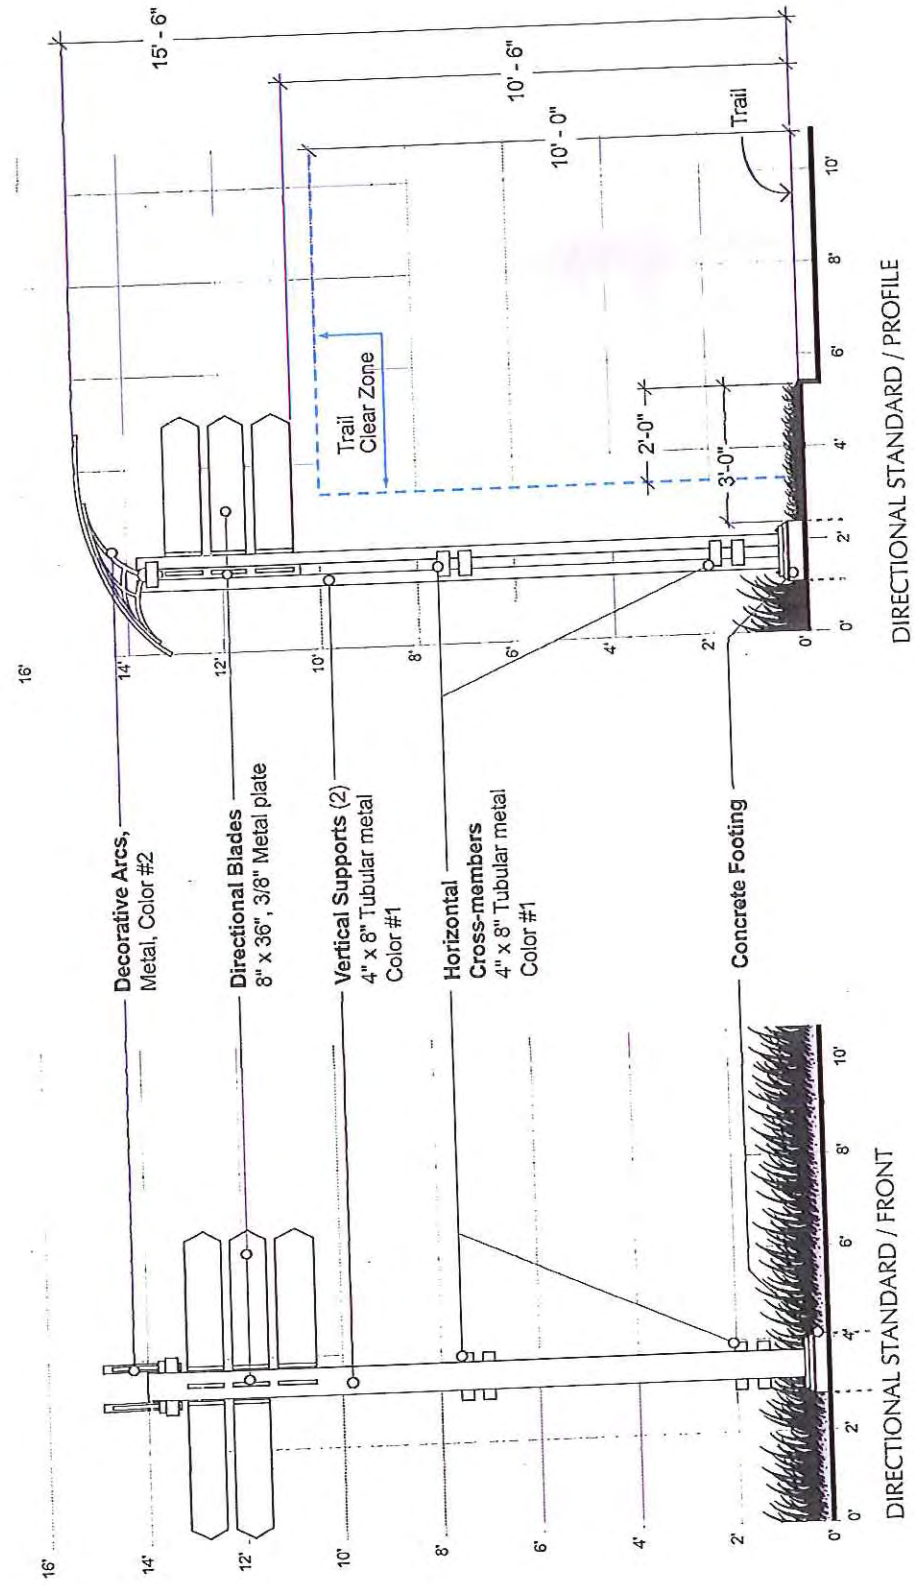 16'
14'
12'
10'
8'
6'
4'
2'
0'
0'
2'
4'
6'
8'
10'
DIRECTIONAL STANDARD / FRONT
Decorative Arcs,
Metal, Color #2
Directional Blades
8" x 36", 3/8" Metal plate
Vertical Supports (2)
4" x 8" Tubular metal
Color #1
Horizontal
Cross-members
4" x 8" Tubular metal
Color #1
Concrete Footing
16'
14'
12'
10'
8'
6'
4'
2'
0'
0'
2'
4'
6'
8'
10'
Trail
Clear Zone
2'-0"
3'-0"
15' - 6"
10' - 6"
10' - 0"
Trail
DIRECTIONAL STANDARD / PROFILE